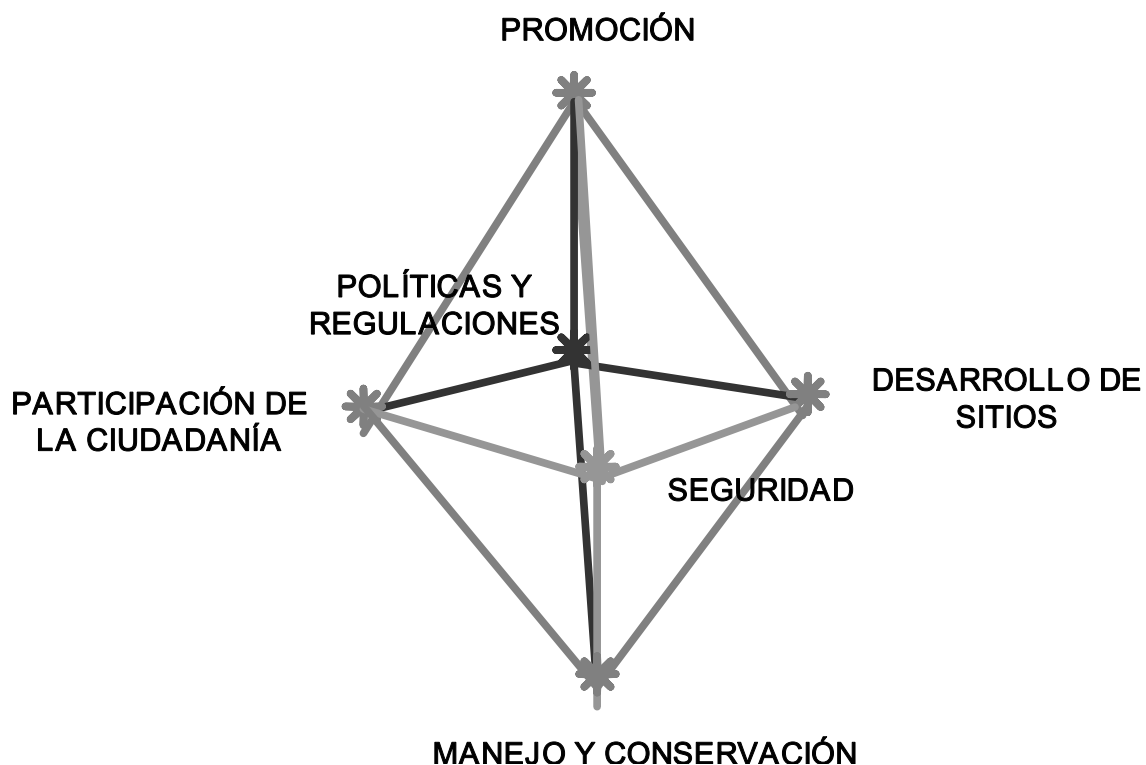 PROMOCIÓN
POLÍTICAS Y
REGULACIONES
PARTICIPACIÓN DE
LA CIUDADANÍA
DESARROLLO DE
SITIOS
SEGURIDAD
MANEJO Y CONSERVACIÓN